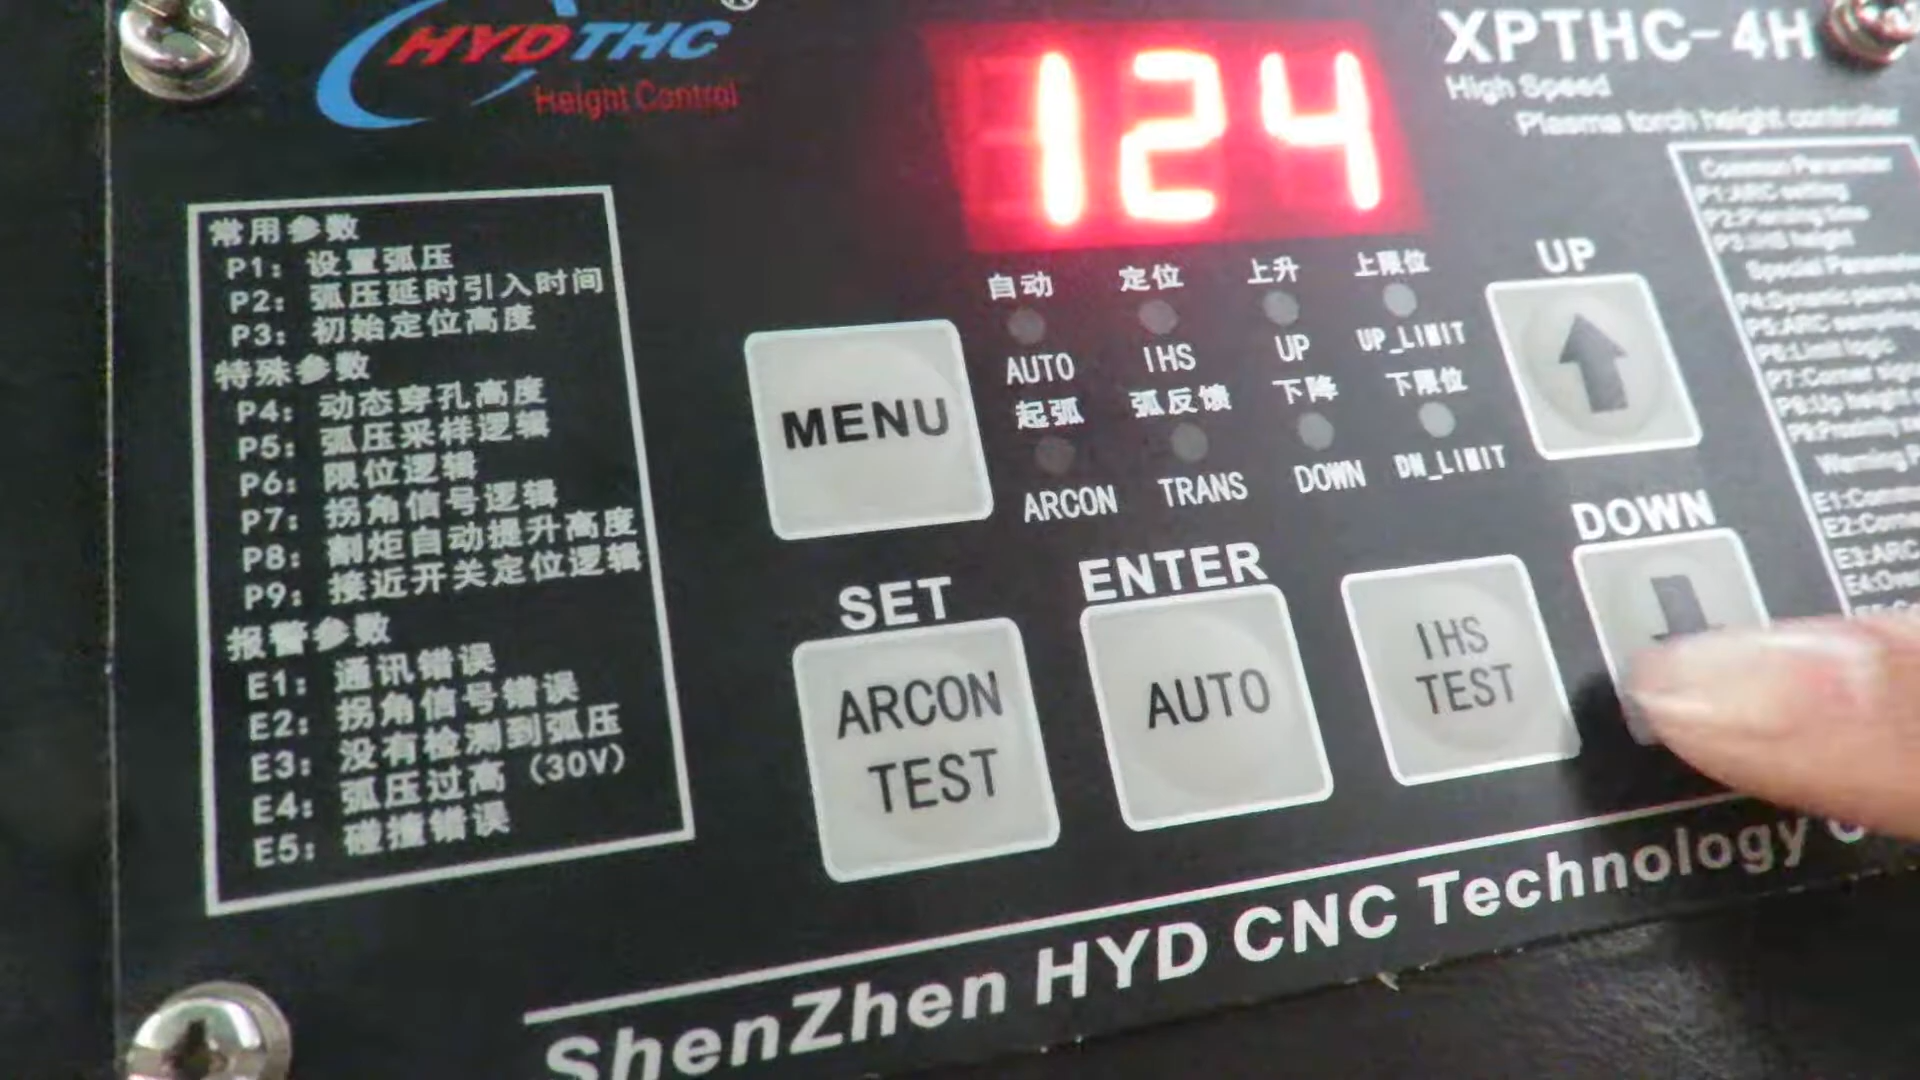 HYDTHC®
Height Control
124
XPTHC-4H
High Speed
Plasma torch height controller
常用参数
P1: 设置弧压
P2: 弧压延时引入时间
P3: 初始定位高度
特殊参数
P4: 动态穿孔高度
P5: 弧压采样逻辑
P6: 限位逻辑
P7: 拐角信号逻辑
P8: 割炬自动提升高度
P9: 接近开关定位逻辑
报警参数
E1: 通讯错误
E2: 拐角信号错误
E3: 没有检测到弧压
E4: 弧压过高（30V）
E5: 碰撞错误
MENU
自动 定位 上升 上限位
AUTO IHS UP UP_LIMIT
起弧 弧反馈 下降 下限位
ARCON TRANS DOWN DN_LIMIT
UP
DOWN
SET
ARCON
TEST
ENTER
AUTO
IHS
TEST
Common Parameter
P1:ARC setting
P2:Piercing time
P3:IHS height
Special
P4:Dynamic
P5:ARC
P6:Limit logic
P7:Corner
P8:Up height
P9:Proximity
Warning
E1:
E2:
E3:ARC
E4:
ShenZhen HYD CNC Technology